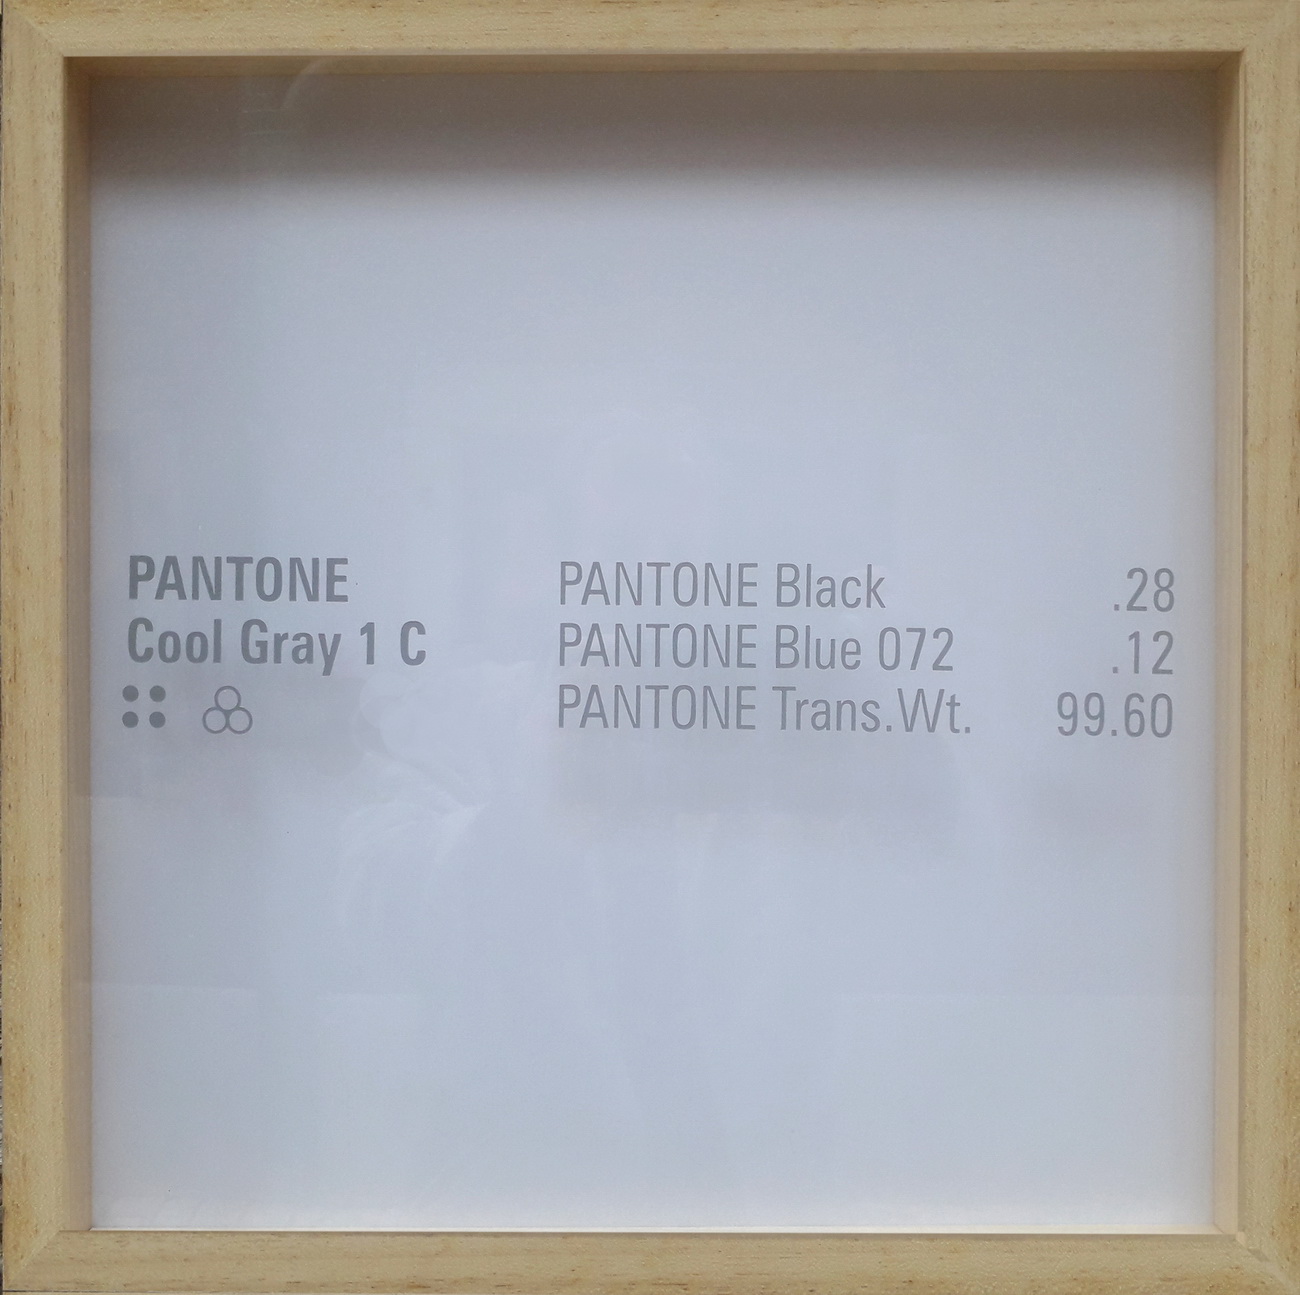 PANTONE
Cool Gray 1 C
PANTONE Black .28
PANTONE Blue 072 .12
PANTONE Trans.Wt. 99.60